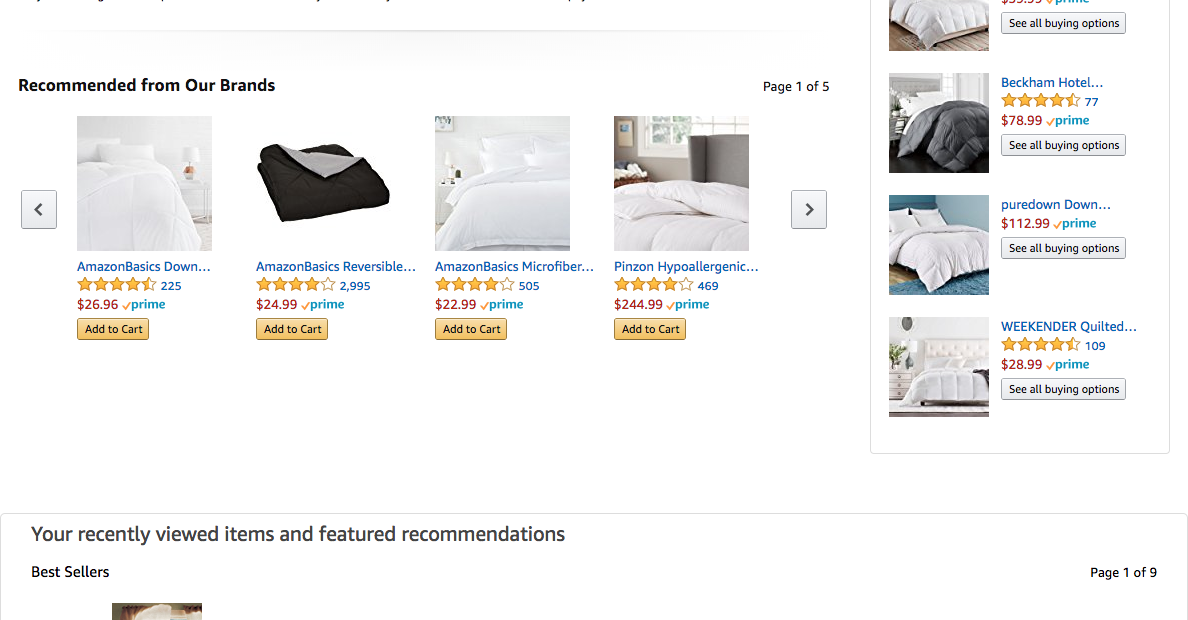 Recommended from Our Brands
Page 1 of 5
AmazonBasics Down...
225
$26.96 prime
Add to Cart
AmazonBasics Reversible...
2,995
$24.99 prime
Add to Cart
AmazonBasics Microfiber...
505
$22.99 prime
Add to Cart
Pinzon Hypoallergenic...
469
$244.99 prime
Add to Cart
See all buying options
Beckham Hotel...
77
$78.99 prime
See all buying options
puredown Down...
$112.99 prime
See all buying options
WEEKENDER Quilted...
109
$28.99 prime
See all buying options
Your recently viewed items and featured recommendations
Best Sellers
Page 1 of 9